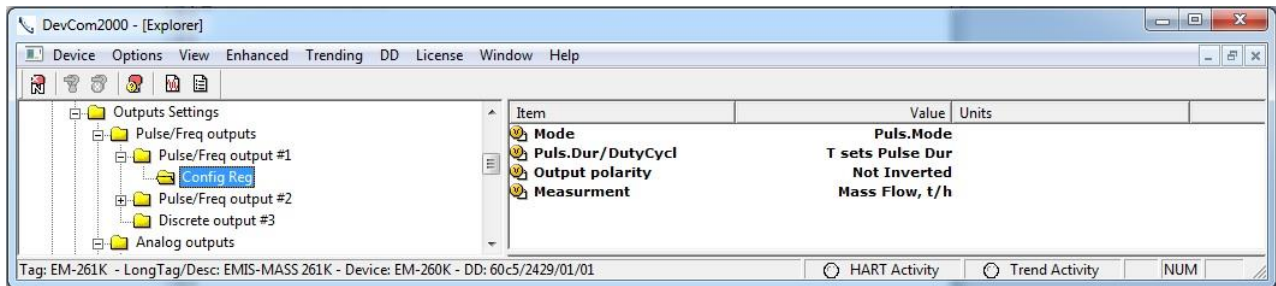 DevCom2000 - [Explorer]
Device Options View Enhanced Trending DD License Window Help
Outputs Settings
Pulse/Freq outputs
Pulse/Freq output #1
Config Reg
Pulse/Freq output #2
Discrete output #3
Analog outputs
Item Value Units
Mode Puls.Mode
Puls.Dur/DutyCycl T sets Pulse Dur
Output polarity Not Inverted
Measurment Mass Flow, t/h
Tag: EM-261K - LongTag/Desc: EMIS-MASS 261K - Device: EM-260K - DD: 60c5/2429/01/01 HART Activity Trend Activity NUM